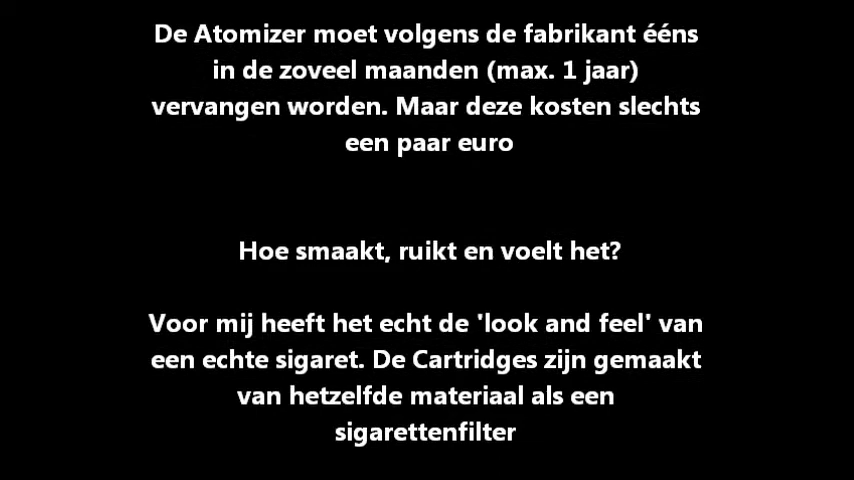 De Atomizer moet volgens de fabrikant ééns
in de zoveel maanden (max. 1 jaar)
vervangen worden. Maar deze kosten slechts
een paar euro
Hoe smaakt, ruikt en voelt het?
Voor mij heeft het echt de 'look and feel' van
een echte sigaret. De Cartridges zijn gemaakt
van hetzelfde materiaal als een
sigarettenfilter